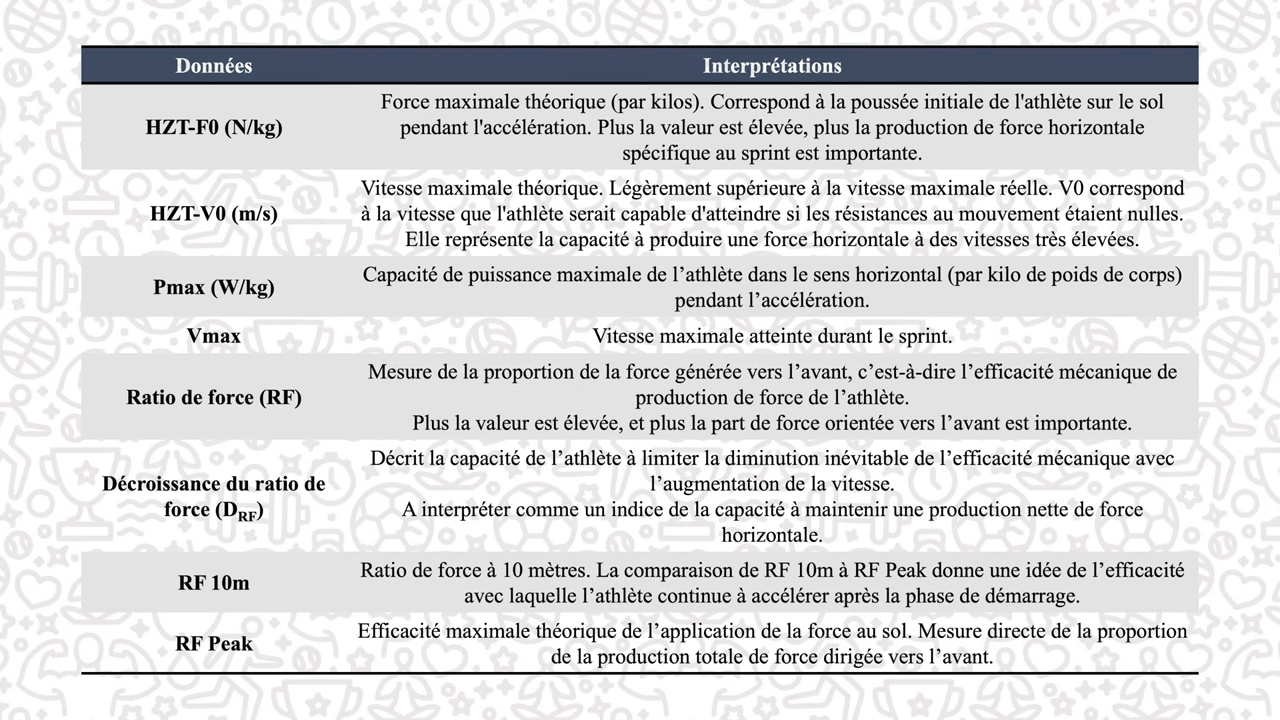 Données
Interprétations
HZT-F0 (N/kg)
Force maximale théorique (par kilos). Correspond à la poussée initiale de l'athlète sur le sol
pendant l'accélération. Plus la valeur est élevée, plus la production de force horizontale
spécifique au sprint est importante.
HZT-V0 (m/s)
Vitesse maximale théorique. Légèrement supérieure à la vitesse maximale réelle. V0 correspond
à la vitesse que l'athlète serait capable d'atteindre si les résistances au mouvement étaient nulles.
Elle représente la capacité à produire une force horizontale à des vitesses très élevées.
Pmax (W/kg)
Capacité de puissance maximale de l’athlète dans le sens horizontal (par kilo de poids de corps)
pendant l’accélération.
Vmax
Vitesse maximale atteinte durant le sprint.
Ratio de force (RF)
Mesure de la proportion de la force générée vers l’avant, c’est-à-dire l’efficacité mécanique de
production de force de l’athlète.
Plus la valeur est élevée, et plus la part de force orientée vers l’avant est importante.
Décroissance du ratio de
force (DRF)
Décrit la capacité de l’athlète à limiter la diminution inévitable de l’efficacité mécanique avec
l’augmentation de la vitesse.
A interpréter comme un indice de la capacité à maintenir une production nette de force
horizontale.
RF 10m
Ratio de force à 10 mètres. La comparaison de RF 10m à RF Peak donne une idée de l’efficacité
avec laquelle l’athlète continue à accélérer après la phase de démarrage.
RF Peak
Efficacité maximale théorique de l’application de la force au sol. Mesure directe de la proportion
de la production totale de force dirigée vers l’avant.